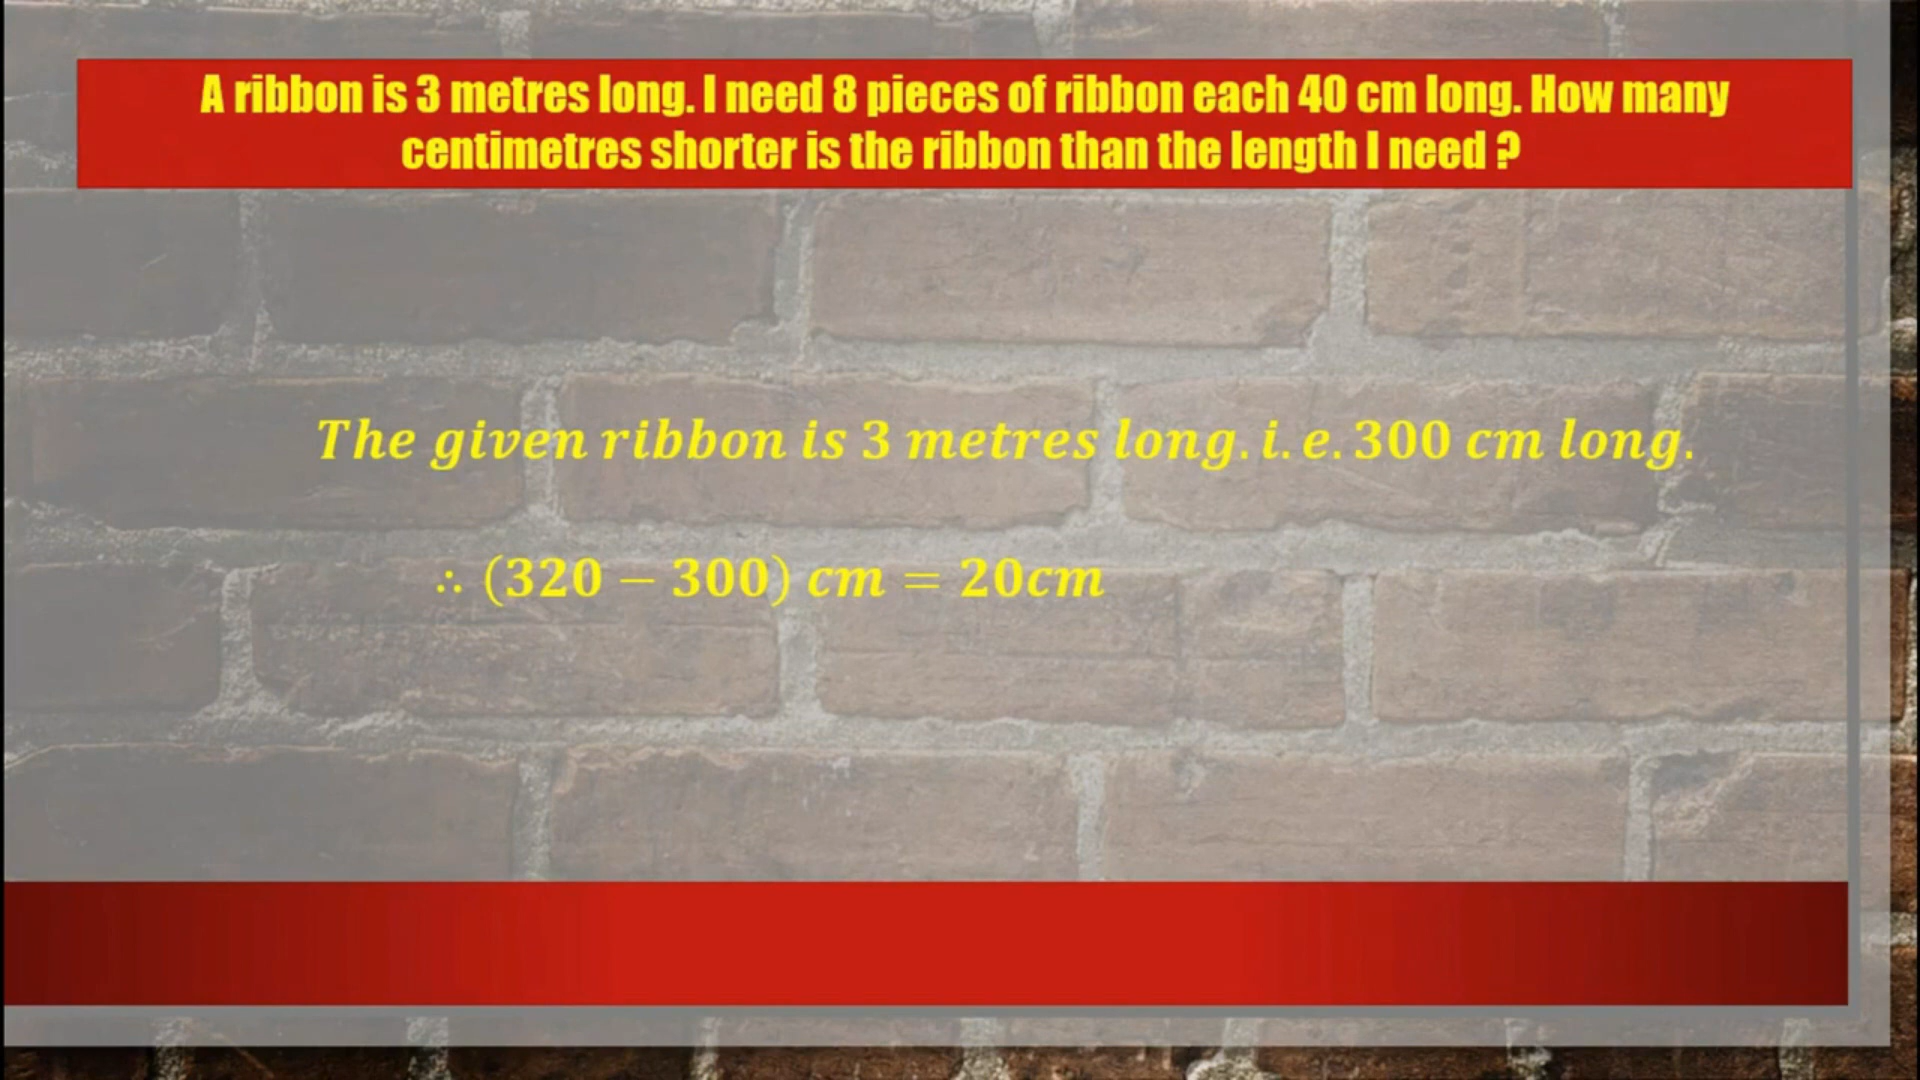 A ribbon is 3 metres long. I need 8 pieces of ribbon each 40 cm long. How many
centimetres shorter is the ribbon than the length I need ?
The given ribbon is 3 metres long. i. e. 300 cm long.
∴ (320 − 300) cm = 20cm